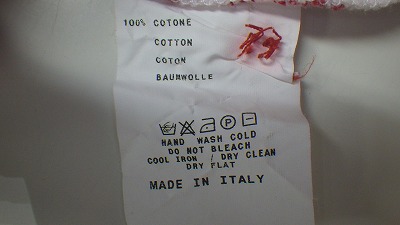 100% COTONE
COTTON
COTON
BAUMWOLLE
P
HAND WASH COLD
DO NOT BLEACH
COOL IRON / DRY CLEAN
DRY FLAT
MADE IN ITALY